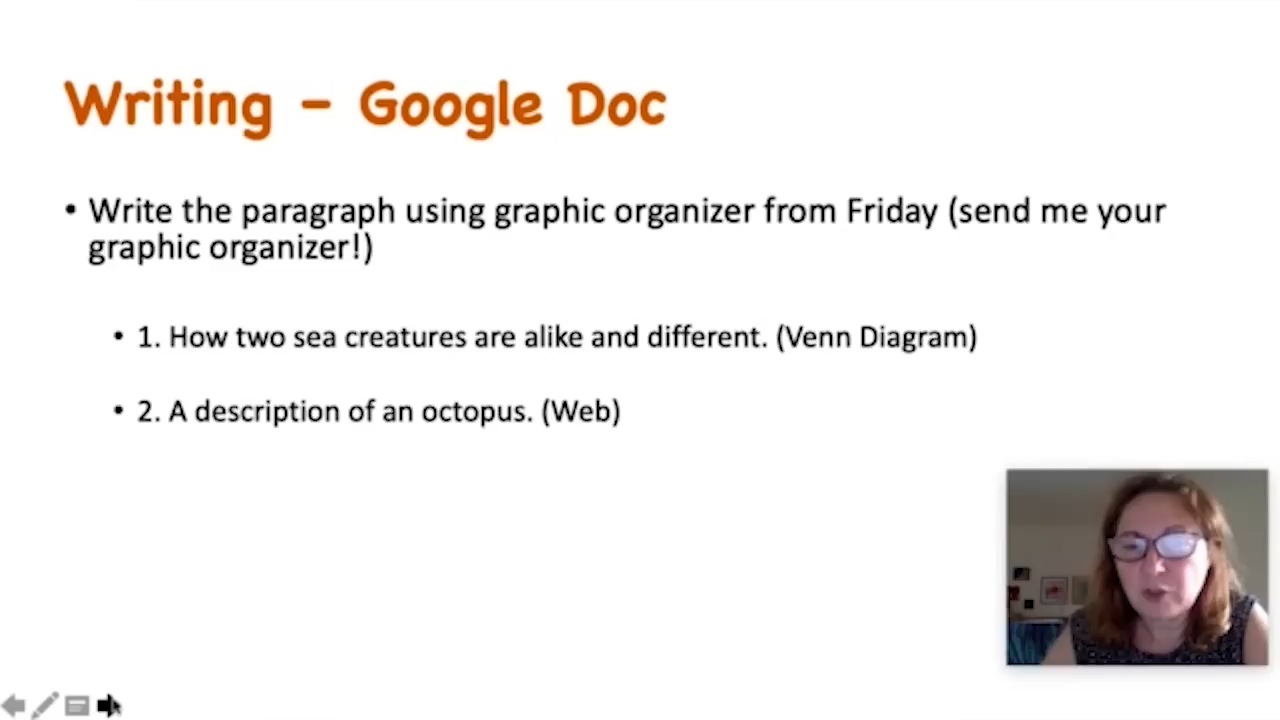 Writing – Google Doc
• Write the paragraph using graphic organizer from Friday (send me your
graphic organizer!)
• 1. How two sea creatures are alike and different. (Venn Diagram)
• 2. A description of an octopus. (Web)